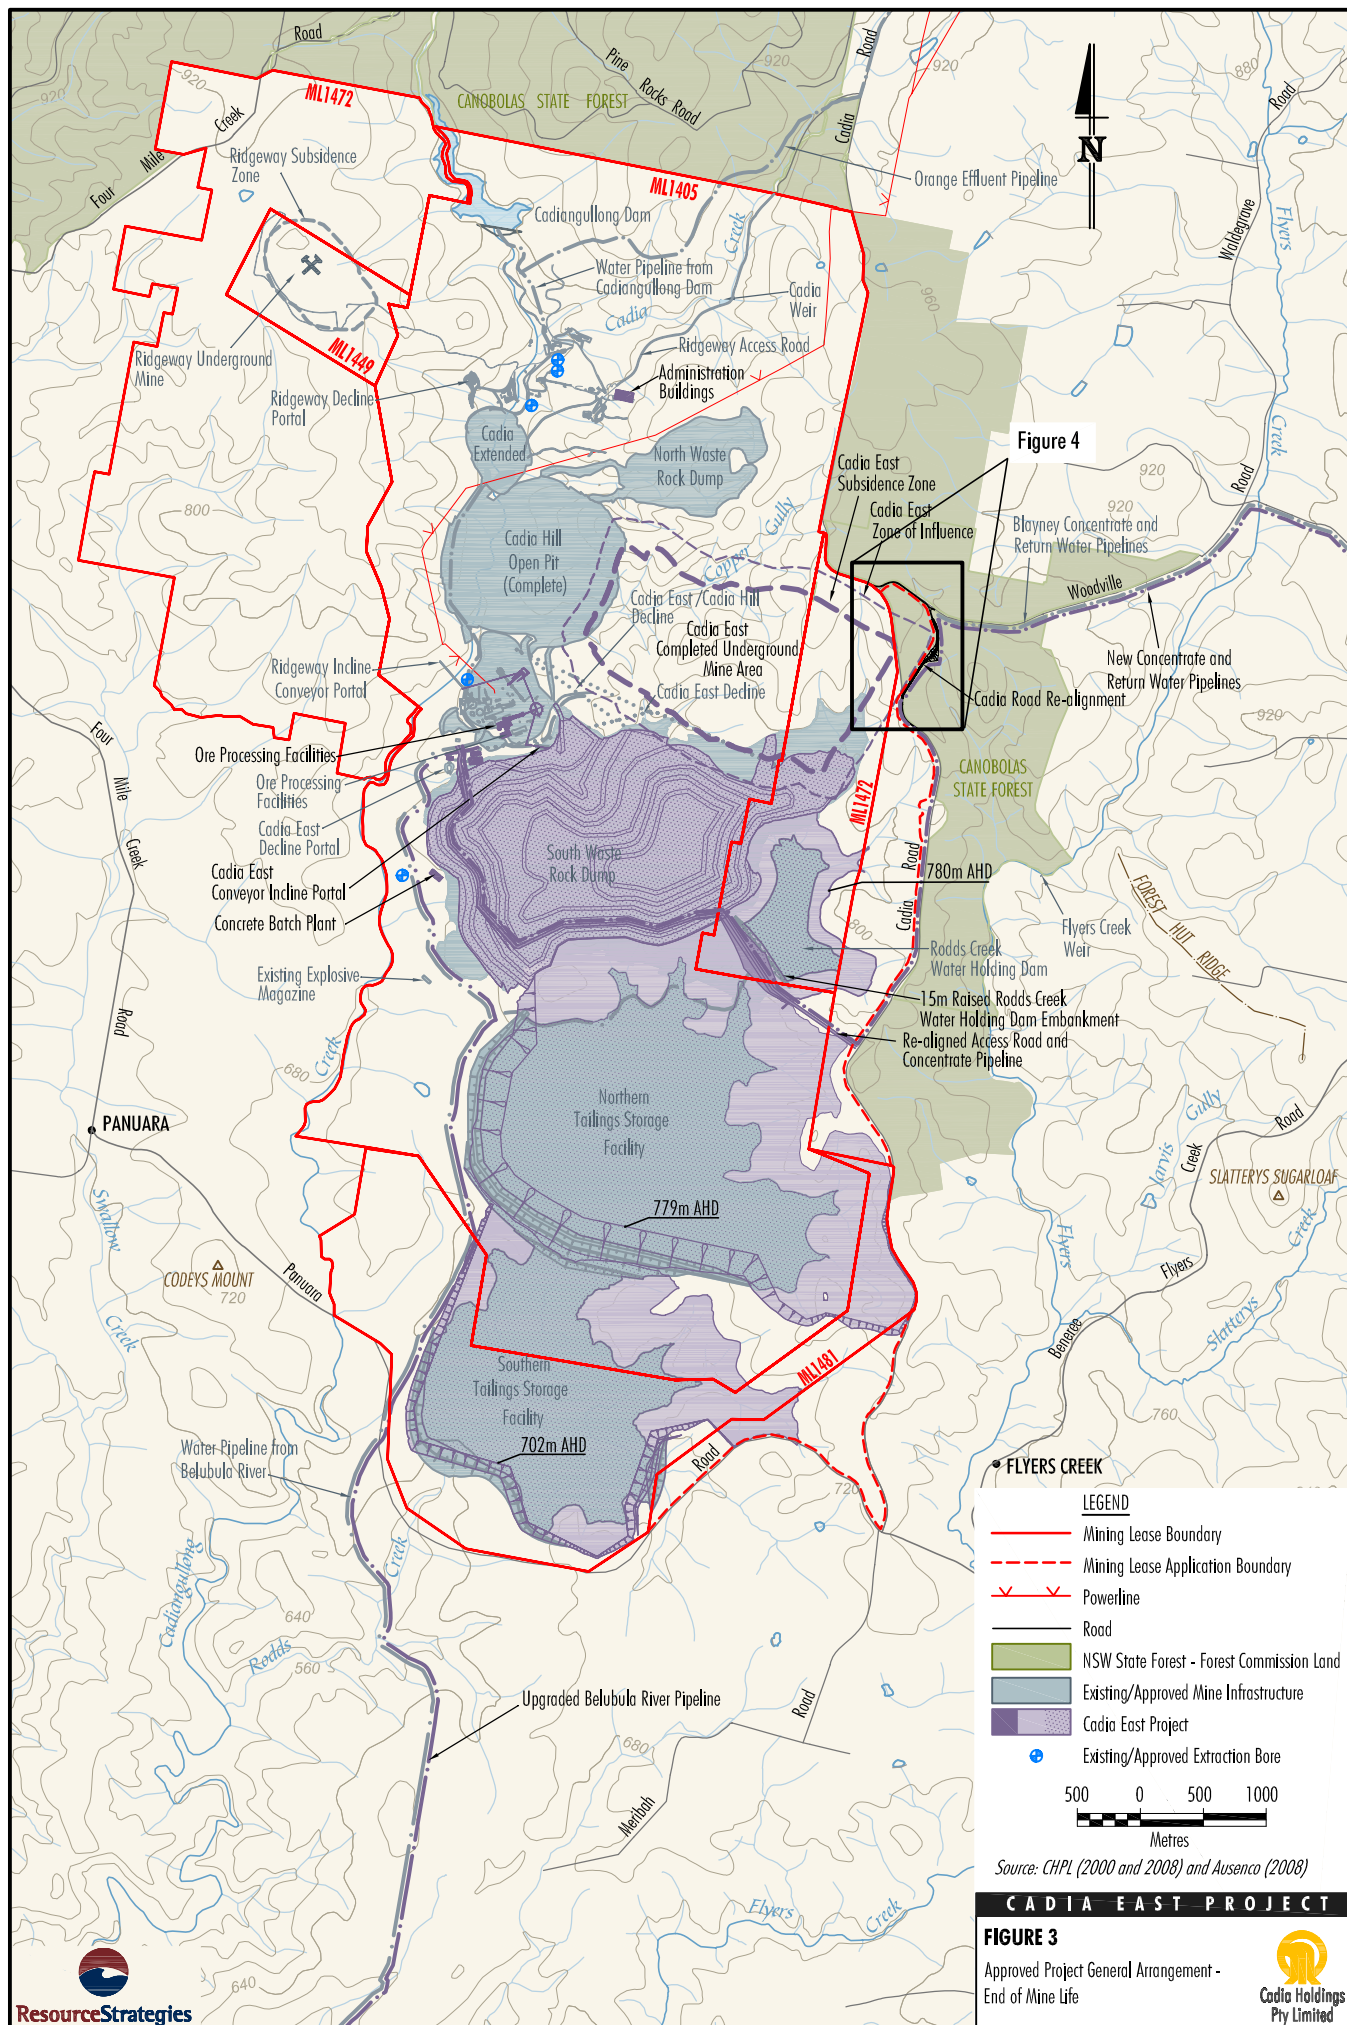 Road
920
920
920
920
880
Pine
Rocks Road
Road
Road
ML1472
CANOBOLAS STATE FOREST
Creek
Cadia
N
Four Mile
Ridgeway Subsidence
Zone
ML1405
Orange Effluent Pipeline
Cadiangullong Dam
Creek
Flyers
Waldegrave
Water Pipeline from
Cadiangullong Dam
Cadia
Weir
Cadia
960
Ridgeway Underground
Mine
ML1449
Ridgeway Access Road
Administration
Buildings
Ridgeway Decline
Portal
Cadia
Extended
North Waste
Rock Dump
Figure 4
Creek
Cadia East
Subsidence Zone
920
Road
800
Cadia East
Zone of Influence
920
Blayney Concentrate and
Return Water Pipelines
Cadia Hill
Open Pit
(Complete)
Copper Gully
Woodville
Cadia East /Cadia Hill
Decline
Cadia East
Completed Underground
Mine Area
Ridgeway Incline
Conveyor Portal
Cadia East Decline
New Concentrate and
Return Water Pipelines
Cadia Road Re-alignment
920
Four
Mile
Creek
Road
Ore Processing Facilities
Ore Processing
Facilities
CANOBOLAS
STATE FOREST
ML1472
Cadia East
Decline Portal
Cadia East
Conveyor Incline Portal
South Waste
Rock Dump
Road
780m AHD
Cadia
Concrete Batch Plant
800
FOREST HUT RIDGE
Flyers Creek
Weir
Rodds Creek
Water Holding Dam
Existing Explosive
Magazine
15m Raised Rodds Creek
Water Holding Dam Embankment
Re-aligned Access Road and
Concentrate Pipeline
680
Creek
Northern
Tailings Storage
Facility
Gully
Jarvis
Creek
Road
PANUARA
SLATTERYS SUGARLOAF
Swallow
Creek
779m AHD
Flyers
Creek
Flyers
CODEYS MOUNT
720
Panuara
Slatterys
Beneree
Southern
Tailings Storage
Facility
ML1481
760
Water Pipeline from
Belubula River
702m AHD
Road
720
FLYERS CREEK
LEGEND
Mining Lease Boundary
Mining Lease Application Boundary
Powerline
Road
NSW State Forest - Forest Commission Land
Existing/Approved Mine Infrastructure
Cadia East Project
Existing/Approved Extraction Bore
Creek
Cadiangullong
640
Rodds
560
Upgraded Belubula River Pipeline
Road
680
Meribah
500 0 500 1000
Metres
Source: CHPL (2000 and 2008) and Ausenco (2008)
Flyers
Creek
640
CADIA EAST PROJECT
FIGURE 3
Approved Project General Arrangement -
End of Mine Life
ResourceStrategies
Cadia Holdings
Pty Limited